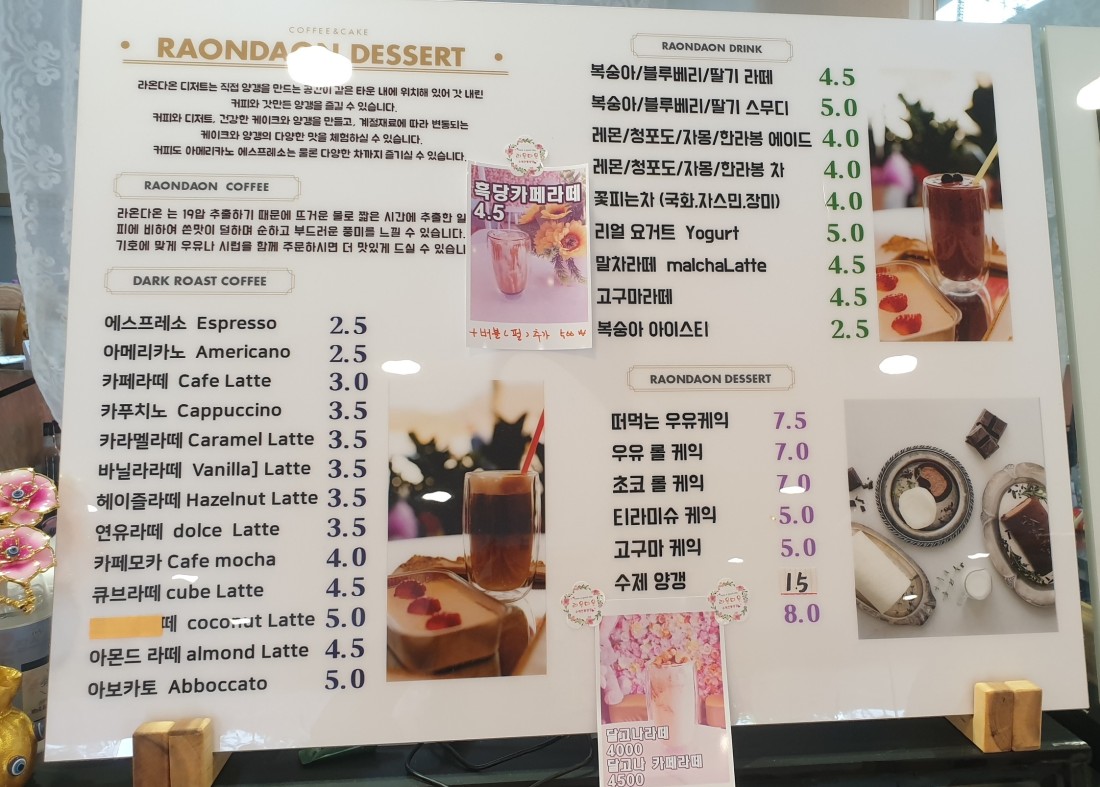 COFFEE&CAKE
RAONDAON DESSERT
라온다온 디저트는 직접 양갱을 만드는 공간이 같은 타운 내에 위치해 있어 갓 내린
커피와 갓만든 양갱을 즐길 수 있습니다.
커피와 디저트, 건강한 케이크와 양갱을 만들고, 계절재료에 따라 변동되는
케이크와 양갱의 다양한 맛을 체험하실 수 있습니다.
커피도 아메리카노 에스프레소는 물론 다양한 차까지 즐기실 수 있습니다.
RAONDAON COFFEE
라온다온 는 19압 추출하기 때문에 뜨거운 물로 짧은 시간에 추출한 일
피에 비하여 쓴맛이 덜하며 순하고 부드러운 풍미를 느낄 수 있습니다.
기호에 맞게 우유나 시럽을 함께 주문하시면 더 맛있게 드실 수 있습니
DARK ROAST COFFEE
에스프레소 Espresso 2.5
아메리카노 Americano 2.5
카페라떼 Cafe Latte 3.0
카푸치노 Cappuccino 3.5
카라멜라떼 Caramel Latte 3.5
바닐라라떼 Vanilla] Latte 3.5
헤이즐라떼 Hazelnut Latte 3.5
연유라떼 dolce Latte 3.5
카페모카 Cafe mocha 4.0
큐브라떼 cube Latte 4.5
떼 coconut Latte 5.0
아몬드 라떼 almond Latte 4.5
아보카토 Abboccato 5.0
흑당카페라떼
4.5
+버블(펄)추가 500₩
RAONDAON DRINK
복숭아/블루베리/딸기 라떼 4.5
복숭아/블루베리/딸기 스무디 5.0
레몬/청포도/자몽/한라봉 에이드 4.0
레몬/청포도/자몽/한라봉 차 4.0
꽃피는차 (국화,자스민,장미) 4.0
리얼 요거트 Yogurt 5.0
말차라떼 malchaLatte 4.5
고구마라떼 4.5
복숭아 아이스티 2.5
RAONDAON DESSERT
떠먹는 우유케익 7.5
우유 롤 케익 7.0
초코 롤 케익 7.0
티라미슈 케익 5.0
고구마 케익 5.0
수제 양갱 15
8.0
달고나라떼
4000
달고나 카페라떼
4500